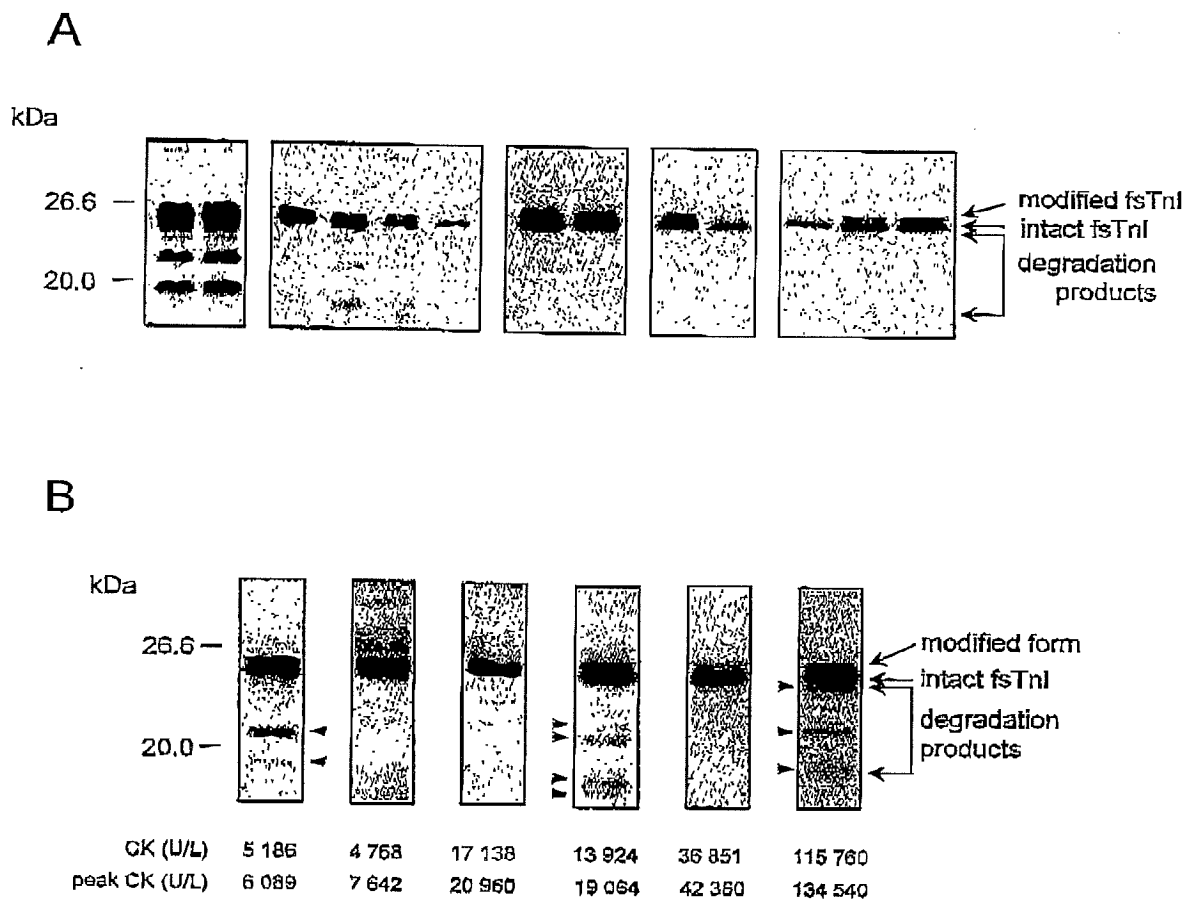 A
kDa
26.6
20.0
modified fsTnI
intact fsTnI
degradation
products
B
kDa
26.6
20.0
modified form
intact fsTnI
degradation
products
CK (U/L) 5 186 4 768 17 138 13 924 36 851 115 760
peak CK (U/L) 6 089 7 642 20 960 19 064 42 380 134 540